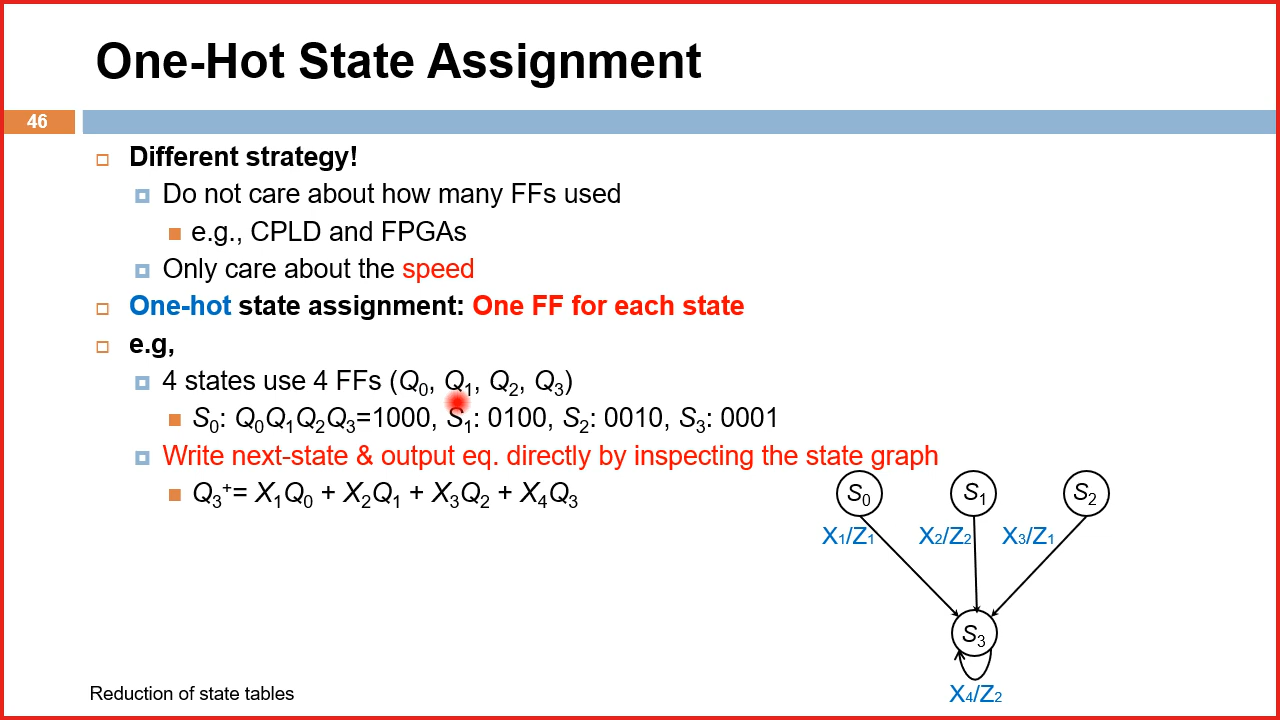 One-Hot State Assignment
46
Different strategy!
Do not care about how many FFs used
e.g., CPLD and FPGAs
Only care about the speed
One-hot state assignment: One FF for each state
e.g,
4 states use 4 FFs (Q₀, Q₁, Q₂, Q₃)
S₀: Q₀Q₁Q₂Q₃=1000, S₁: 0100, S₂: 0010, S₃: 0001
Write next-state & output eq. directly by inspecting the state graph
Q₃⁺= X₁Q₀ + X₂Q₁ + X₃Q₂ + X₄Q₃
S₀ S₁ S₂
X₁/Z₁ X₂/Z₂ X₃/Z₁
S₃
X₄/Z₂
Reduction of state tables